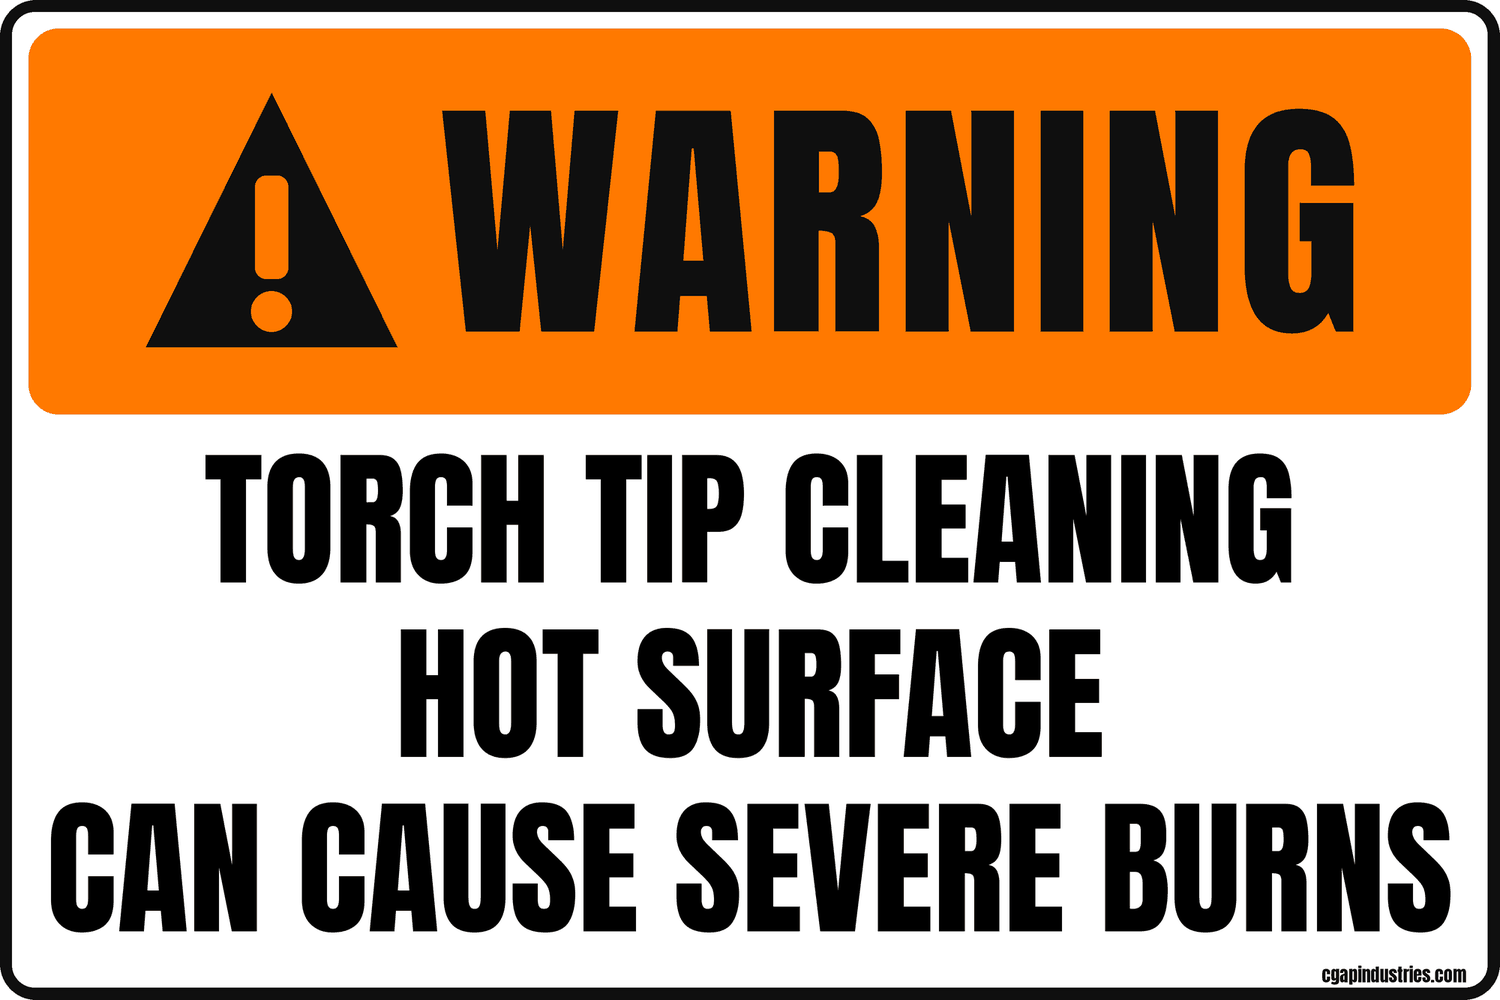 WARNING
TORCH TIP CLEANING
HOT SURFACE
CAN CAUSE SEVERE BURNS
cgapindustries.com